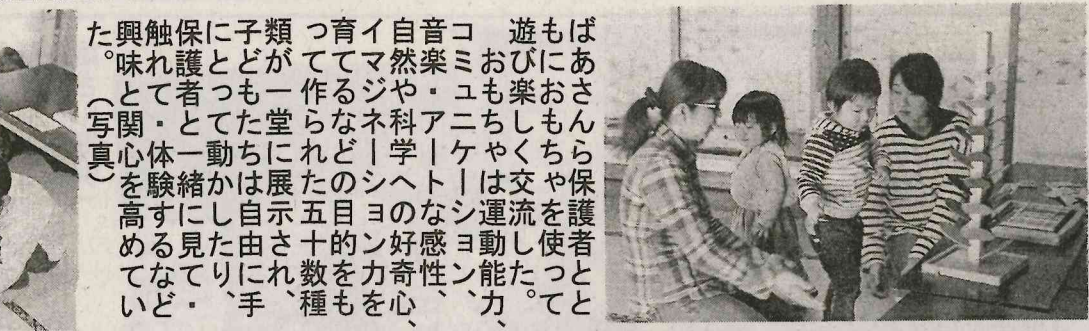 ばあさんら保護者とと
もにおもちゃを使って
遊び楽しく交流した。
おもちゃは運動能力、
コミュニケーション、
音楽・アートな感性、
自然や科学への好奇心、
イマジネーション力を
育てるなどの目的をも
って作られた五十数種
類が一堂に展示され、
子どもたちは自由に手
にとって動かしたり、
保護者と一緒に見て・
触れて・体験するなど
興味と関心を高めてい
た。（写真）